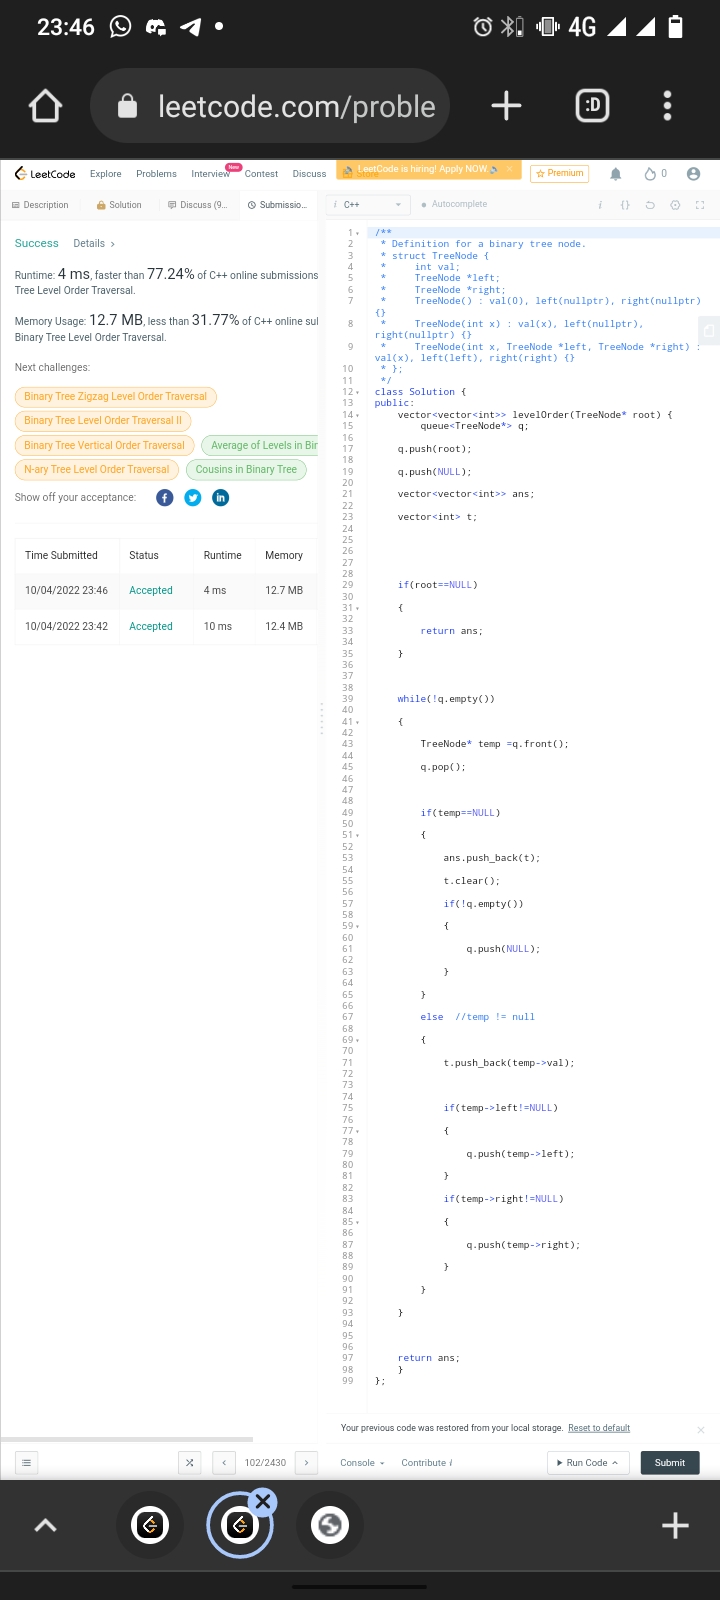 23:46
4G
leetcode.com/proble
:D
LeetCode
Explore Problems Interview New Contest Discuss
LeetCode is hiring! Apply NOW.
Premium
0
Description Solution Discuss (9... Submissio...
i C++ Autocomplete
Success Details >
Runtime: 4 ms, faster than 77.24% of C++ online submissions
Tree Level Order Traversal.
Memory Usage: 12.7 MB, less than 31.77% of C++ online sul
Binary Tree Level Order Traversal.
Next challenges:
Binary Tree Zigzag Level Order Traversal
Binary Tree Level Order Traversal II
Binary Tree Vertical Order Traversal Average of Levels in Bir
N-ary Tree Level Order Traversal Cousins in Binary Tree
Show off your acceptance:
Time Submitted Status Runtime Memory
10/04/2022 23:46 Accepted 4 ms 12.7 MB
10/04/2022 23:42 Accepted 10 ms 12.4 MB
102/2430
1 /**
2 * Definition for a binary tree node.
3 * struct TreeNode {
4 * int val;
5 * TreeNode *left;
6 * TreeNode *right;
7 * TreeNode() : val(0), left(nullptr), right(nullptr)
{}
8 * TreeNode(int x) : val(x), left(nullptr),
right(nullptr) {}
9 * TreeNode(int x, TreeNode *left, TreeNode *right) :
val(x), left(left), right(right) {}
10 * };
11 */
12 class Solution {
13 public:
14 vector<vector<int>> levelOrder(TreeNode* root) {
15 queue<TreeNode*> q;
16
17 q.push(root);
18
19 q.push(NULL);
20
21 vector<vector<int>> ans;
22
23 vector<int> t;
24
25
26
27
28
29 if(root==NULL)
30
31 {
32
33 return ans;
34
35 }
36
37
38
39 while(!q.empty())
40
41 {
42
43 TreeNode* temp =q.front();
44
45 q.pop();
46
47
48
49 if(temp==NULL)
50
51 {
52
53 ans.push_back(t);
54
55 t.clear();
56
57 if(!q.empty())
58
59 {
60
61 q.push(NULL);
62
63 }
64
65 }
66
67 else //temp != null
68
69 {
70
71 t.push_back(temp->val);
72
73
74
75 if(temp->left!=NULL)
76
77 {
78
79 q.push(temp->left);
80
81 }
82
83 if(temp->right!=NULL)
84
85 {
86
87 q.push(temp->right);
88
89 }
90
91 }
92
93 }
94
95
96
97 return ans;
98 }
99 };
Your previous code was restored from your local storage. Reset to default
Console Contribute i Run Code Submit